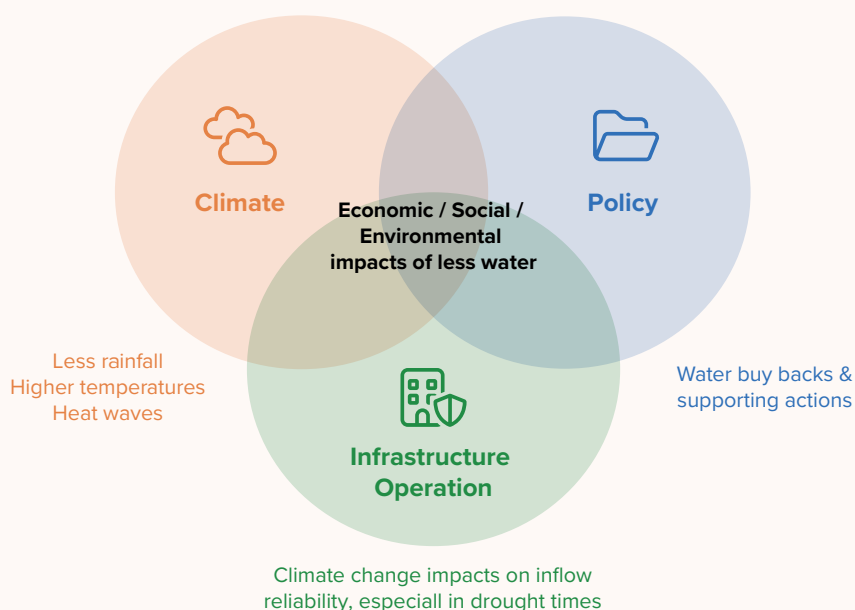 Climate
Policy
Economic / Social /
Environmental
impacts of less water
Less rainfall
Higher temperatures
Heat waves
Water buy backs &
supporting actions
Infrastructure
Operation
Climate change impacts on inflow
reliability, especiall in drought times